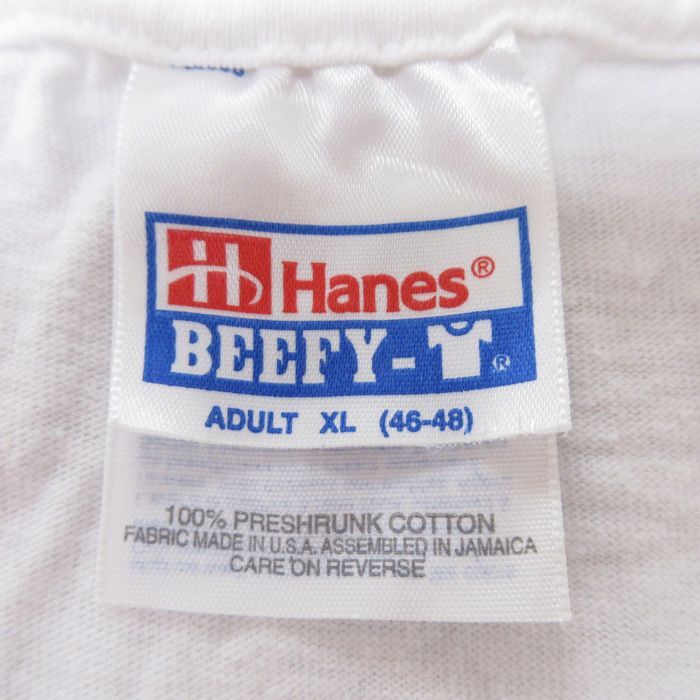 H Hanes®
BEEFY-T®
ADULT XL (46-48)
100% PRESHRUNK COTTON
FABRIC MADE IN U.S.A. ASSEMBLED IN JAMAICA
CARE ON REVERSE